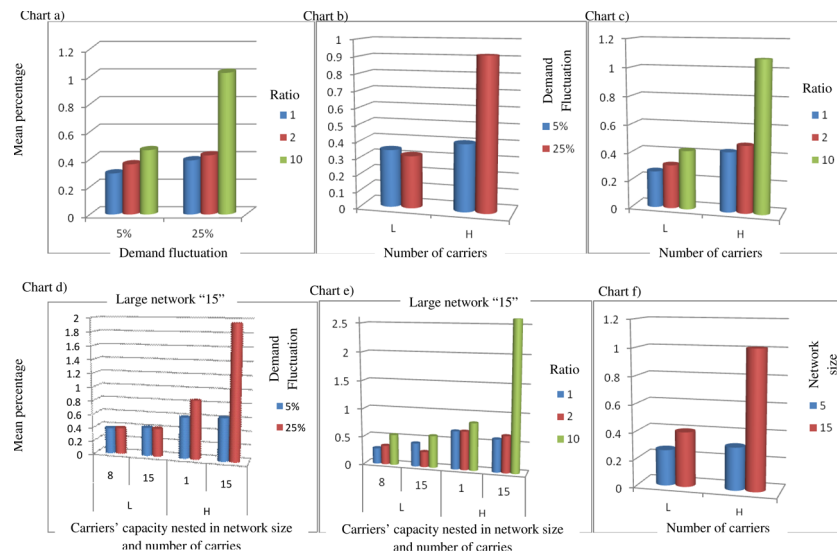 Chart a)
Mean percentage
1.2
1
0.8
0.6
0.4
0.2
0
5%
25%
Demand fluctuation
Ratio
1
2
10
Chart b)
1
0.9
0.8
0.7
0.6
0.5
0.4
0.3
0.2
0.1
0
L
H
Number of carriers
Demand
Fluctuation
5%
25%
Chart c)
1.2
1
0.8
0.6
0.4
0.2
0
L
H
Number of carriers
Ratio
1
2
10
Chart d)
Large network “15”
Mean percentage
2
1.8
1.6
1.4
1.2
1
0.8
0.6
0.4
0.2
0
8
15
1
15
L
H
Carriers’ capacity nested in network size
and number of carries
Demand
Fluctuation
5%
25%
Chart e)
Large network “15”
2.5
2
1.5
1
0.5
0
8
15
1
15
L
H
Carriers’ capacity nested in network size
and number of carries
Ratio
1
2
10
Chart f)
1.2
1
0.8
0.6
0.4
0.2
0
L
H
Number of carriers
Network
size
5
15